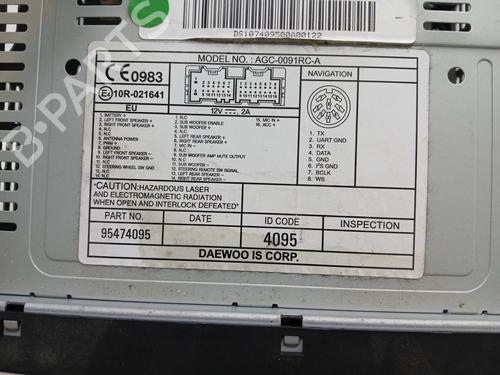 DS107409500A00122
MODEL NO. : AGC-0091RC-A
CE0983
E4 10R-021641
EU
12V 2A
1. BATTERY +
2. LEFT FRONT SPEAKER +
3. RIGHT FRONT SPEAKER +
4. N.C
5. N.C
6. ANTENNA POWER
7. PWM +
8. GROUND
9. LEFT FRONT SPEAKER -
10. RIGHT FRONT SPEAKER -
11. N.C
12. STEERING WHEEL SW GND
13. N.C
14. N.C
1. N.C
2. SUB WOOFER ENABLE
3. SUB WOOFER +
4. N.C
5. LEFT REAR SPEAKER +
6. RIGHT REAR SPEAKER +
7. MIC IN -
8. N.C
9. SUB WOOFER AMP MUTE OUTPUT
10. N.C
11. SUB WOOFER -
12. STEERING REMOTE SW SIGNAL
13. LEFT REAR SPEAKER -
14. RIGHT REAR SPEAKER -
15. MIC IN +
16. ACC +
NAVIGATION
1. TX
2. UART GND
3. RX
4. DATA
5. GND
6. I²S GND
7. BCLK
8. WS
*CAUTION:HAZARDOUS LASER
AND ELECTROMAGNETIC RADIATION
WHEN OPEN AND INTERLOCK DEFEATED*
PART NO. DATE ID CODE INSPECTION
95474095 4095
DAEWOO IS CORP.
B-PARTS